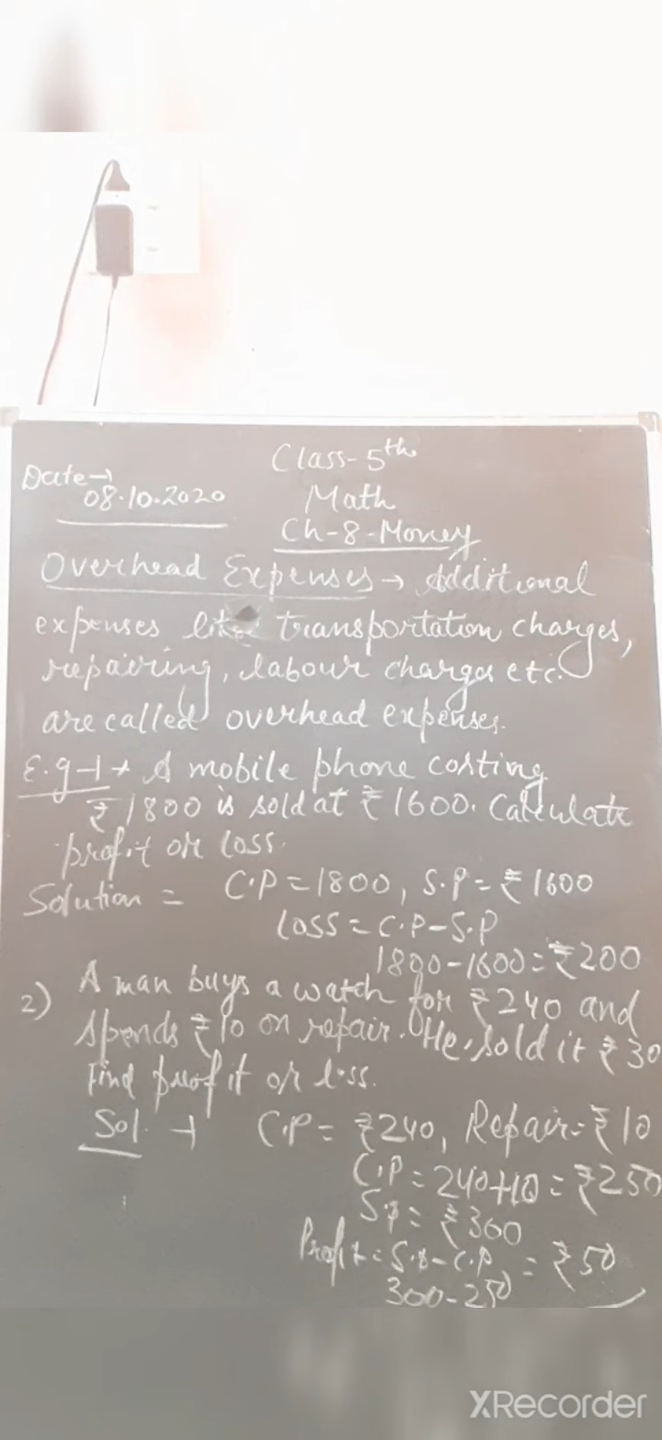 Class-5th
Date→
08.10.2020
Math
Ch-8-Money
Overhead Expenses → Additional
expenses like transportation charges,
repairing, labour charges etc.
are called overhead expenses.
E.g-1→ A mobile phone costing
₹1800 is sold at ₹1600. Calculate
profit or loss.
Solution = C.P=1800, S.P=₹1600
Loss=C.P-S.P
1800-1600=₹200
2) A man buys a watch for ₹240 and
spends ₹10 on repair. He sold it ₹30
Find profit or loss.
Sol. → C.P= ₹240, Repair=₹10
C.P=240+10=₹250
S.P= ₹300
Profit=S.P-C.P = ₹50
300-250
XRecorder